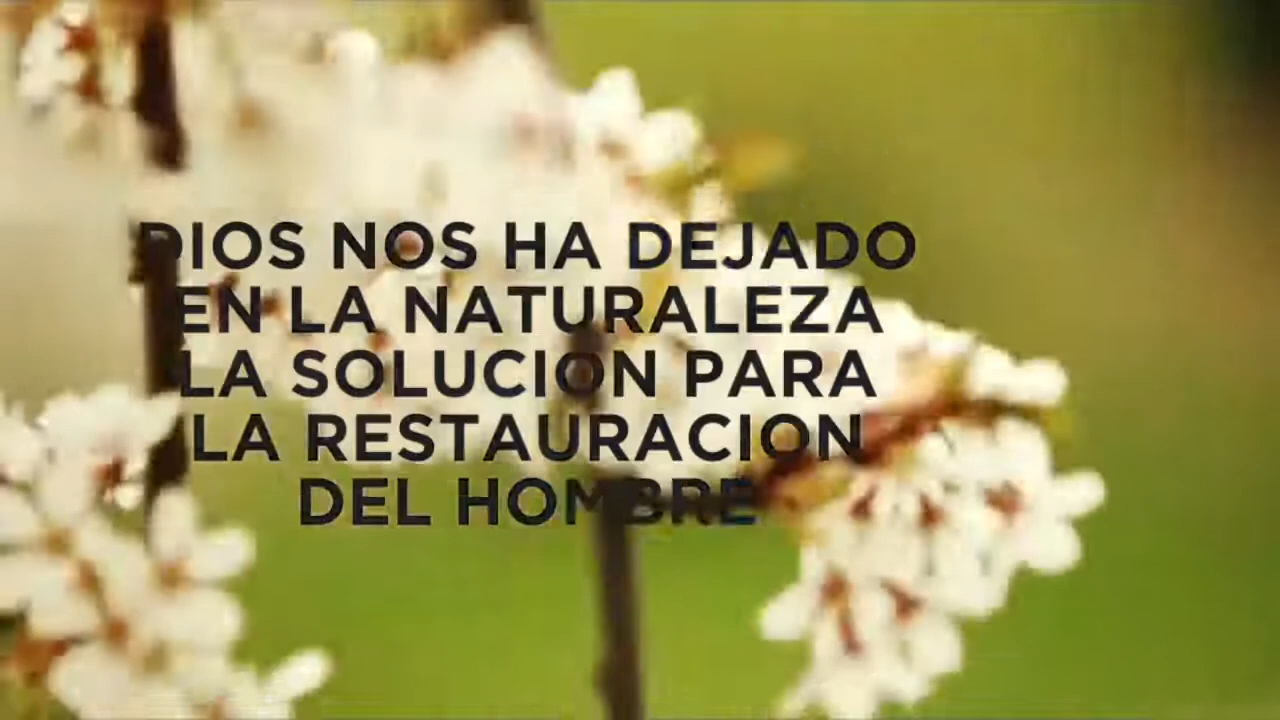 DIOS NOS HA DEJADO
EN LA NATURALEZA
LA SOLUCION PARA
LA RESTAURACION
DEL HOMBRE